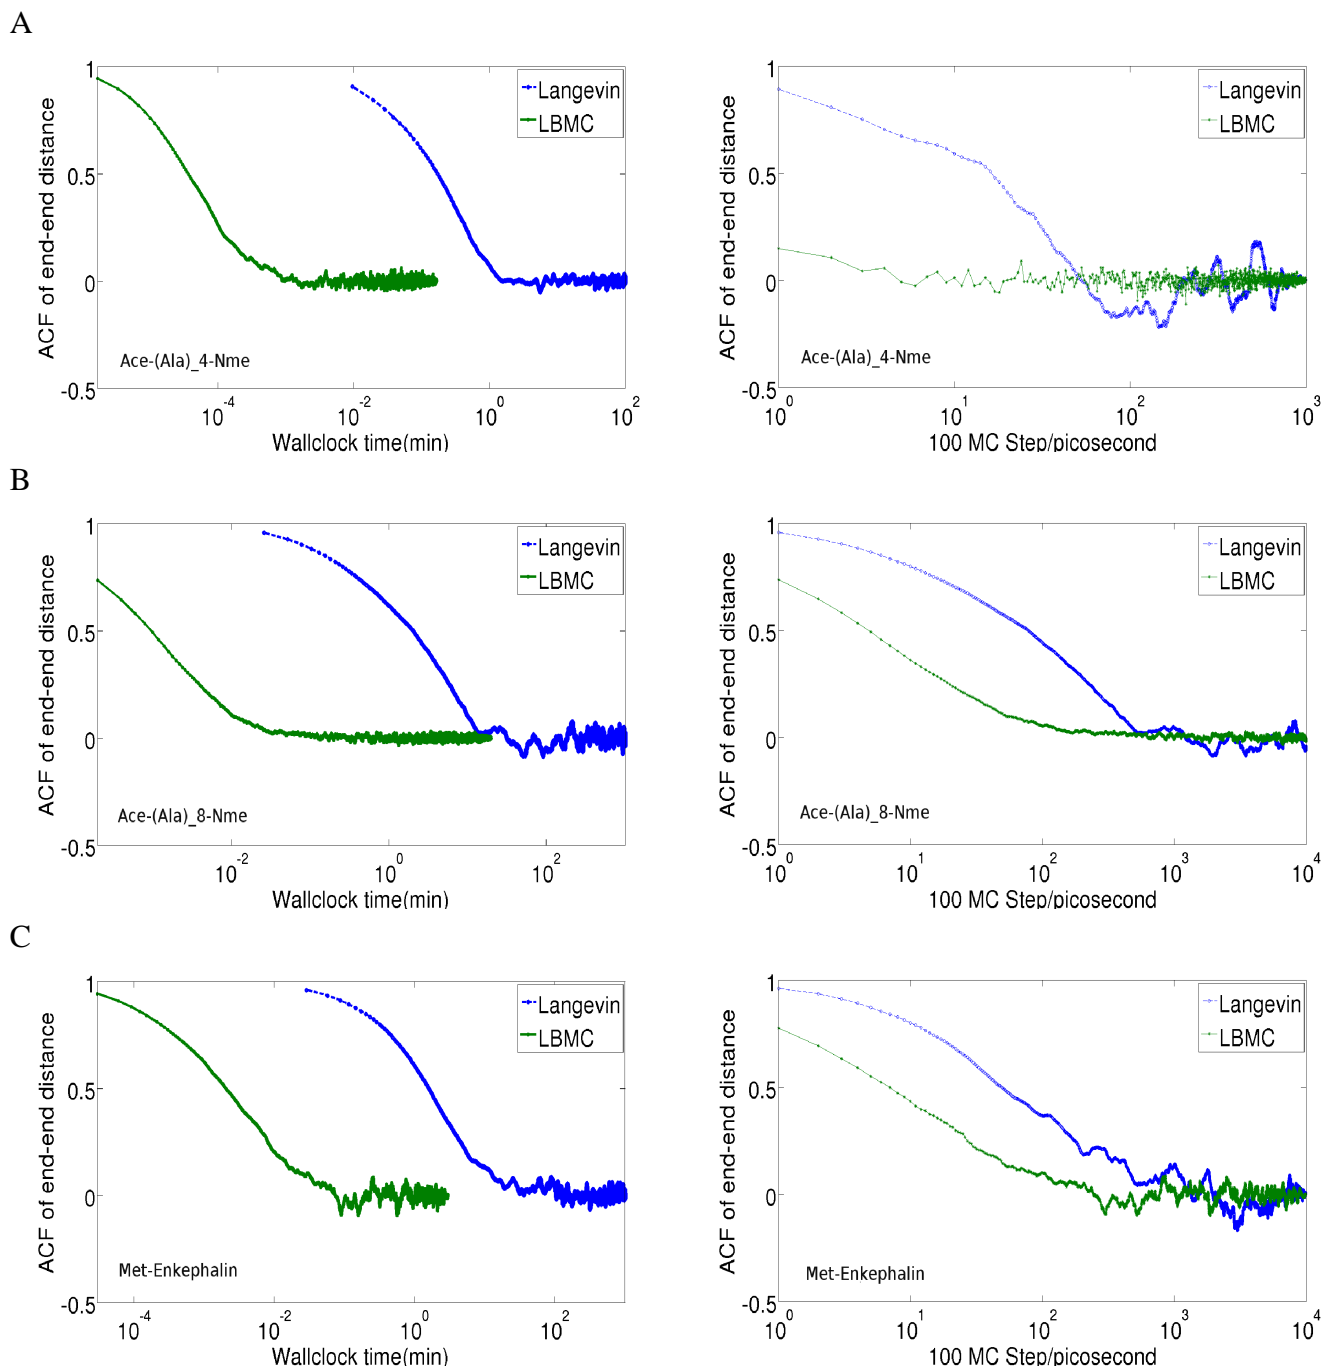 A
ACF of end-end distance
1
0.5
0
-0.5
10^-4
10^-2
10^0
10^2
Wallclock time(min)
Langevin
LBMC
Ace-(Ala)_4-Nme
ACF of end-end distance
1
0.5
0
-0.5
10^0
10^1
10^2
10^3
100 MC Step/picosecond
Langevin
LBMC
Ace-(Ala)_4-Nme
B
ACF of end-end distance
1
0.5
0
-0.5
10^-2
10^0
10^2
Wallclock time(min)
Langevin
LBMC
Ace-(Ala)_8-Nme
ACF of end-end distance
1
0.5
0
-0.5
10^0
10^1
10^2
10^3
10^4
100 MC Step/picosecond
Langevin
LBMC
Ace-(Ala)_8-Nme
C
ACF of end-end distance
1
0.5
0
-0.5
10^-4
10^-2
10^0
10^2
Wallclock time(min)
Langevin
LBMC
Met-Enkephalin
ACF of end-end distance
1
0.5
0
-0.5
10^0
10^1
10^2
10^3
10^4
100 MC Step/picosecond
Langevin
LBMC
Met-Enkephalin